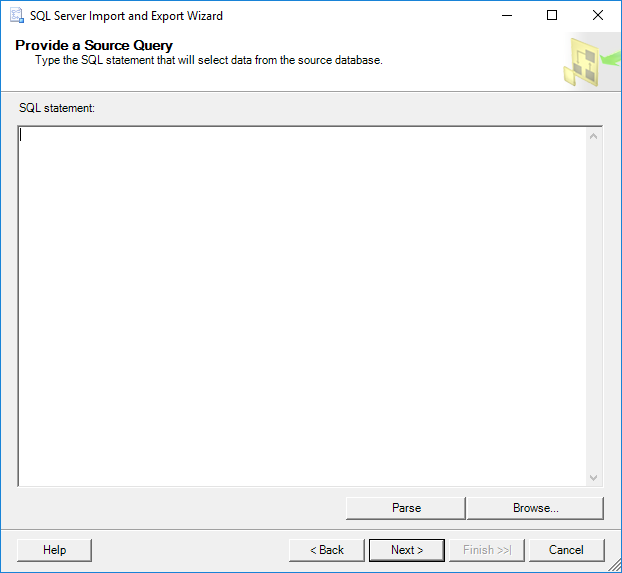 SQL Server Import and Export Wizard
Provide a Source Query
Type the SQL statement that will select data from the source database.
SQL statement:
Parse
Browse...
Help
< Back
Next >
Finish >>|
Cancel